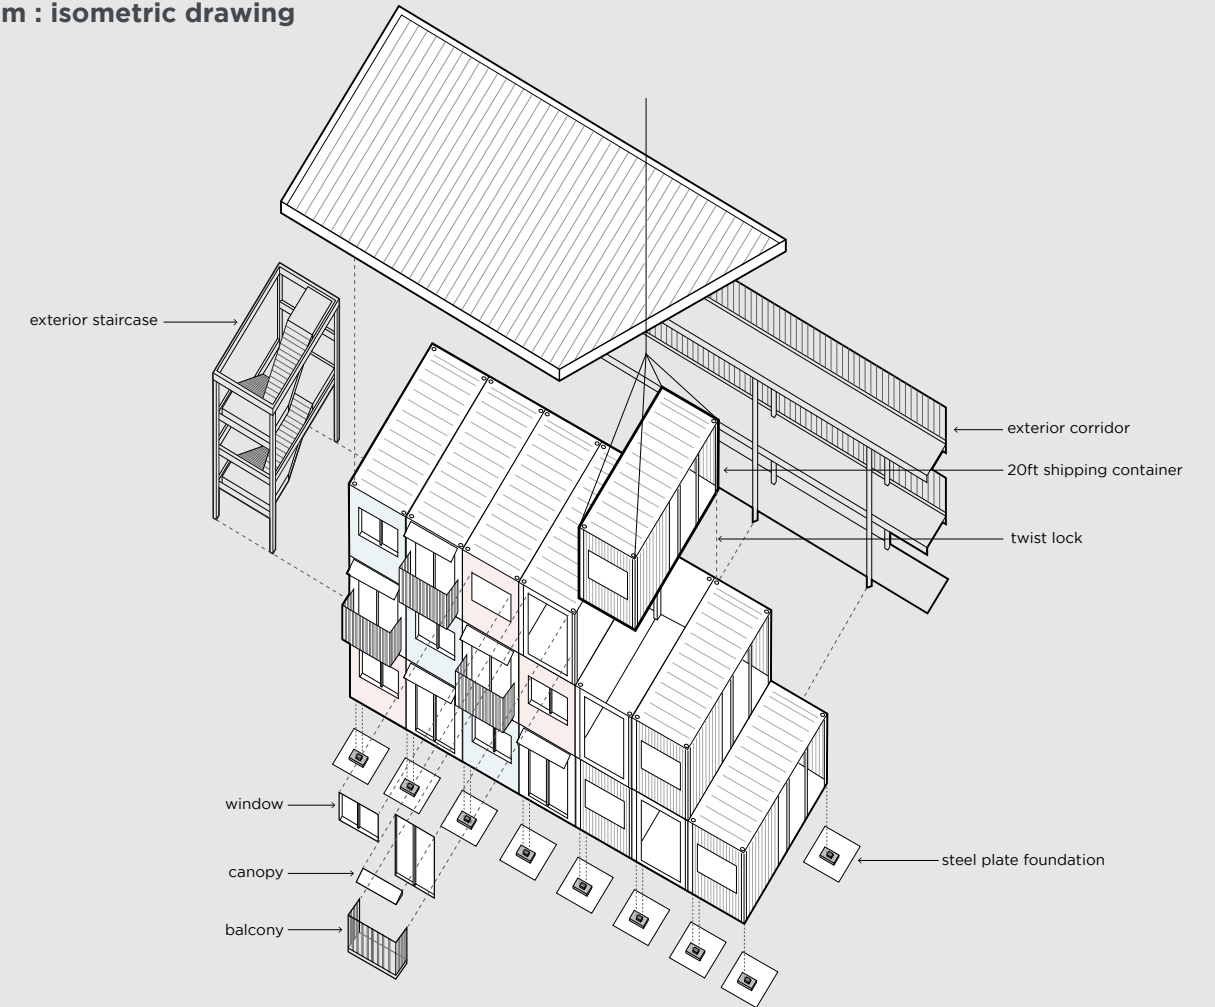 m : isometric drawing
exterior staircase
exterior corridor
20ft shipping container
twist lock
window
canopy
balcony
steel plate foundation